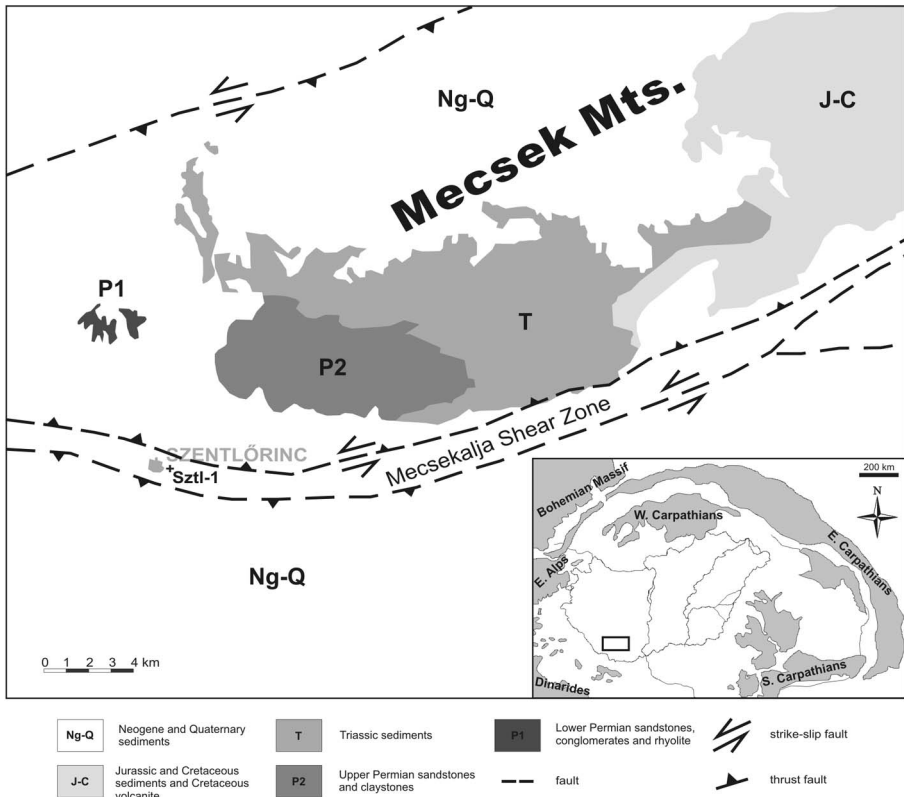 Ng-Q
Mecsek Mts.
J-C
P1
T
P2
Mecsekalja Shear Zone
SZENTLŐRINC
+Sztl-1
Ng-Q
0 1 2 3 4 km
200 km
N
Bohemian Massif
W. Carpathians
E. Carpathians
E. Alps
S. Carpathians
Dinarides
Ng-Q Neogene and Quaternary sediments
T Triassic sediments
P1 Lower Permian sandstones, conglomerates and rhyolite
strike-slip fault
J-C Jurassic and Cretaceous sediments and Cretaceous volcanite
P2 Upper Permian sandstones and claystones
fault
thrust fault